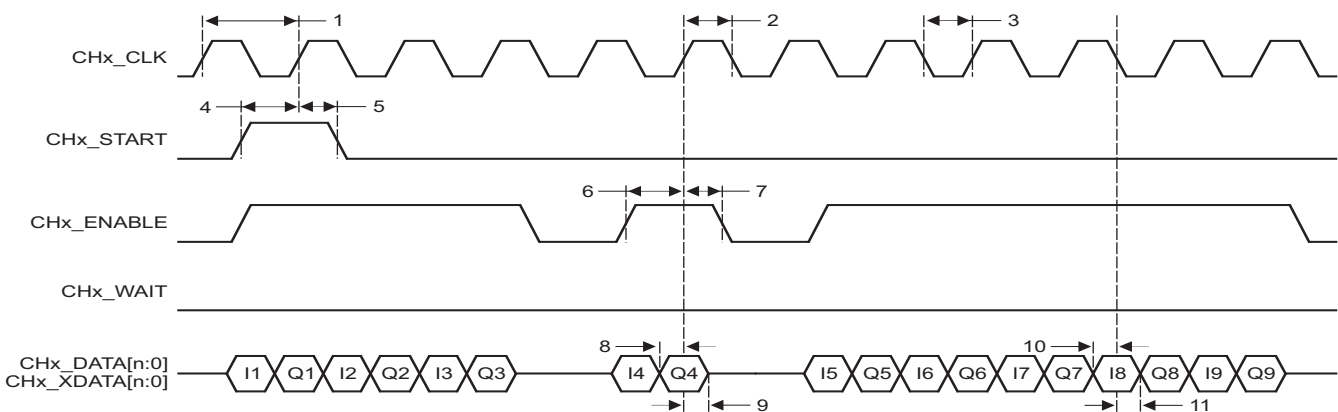 1 2 3
CHx_CLK
4 5
CHx_START
6 7
CHx_ENABLE
CHx_WAIT
8 10
CHx_DATA[n:0]
CHx_XDATA[n:0]
I1 Q1 I2 Q2 I3 Q3 I4 Q4 I5 Q5 I6 Q6 I7 Q7 I8 Q8 I9 Q9
9 11